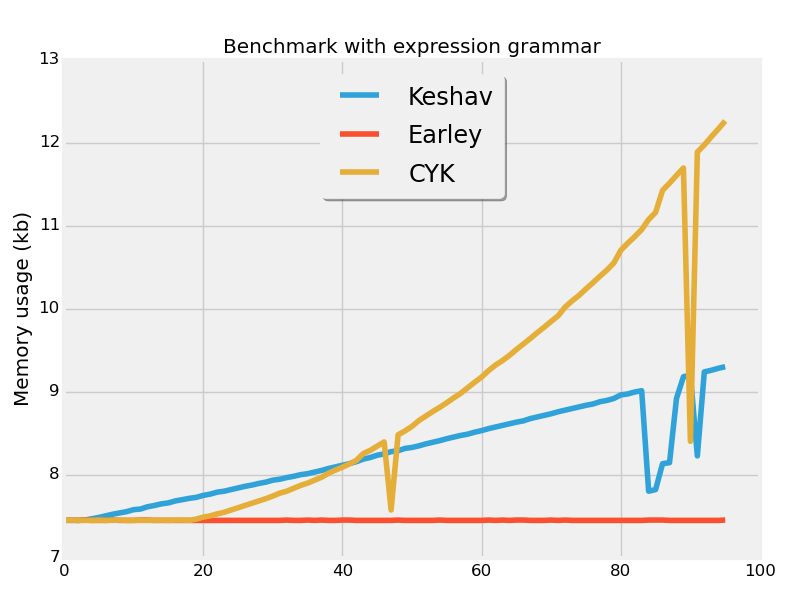 Benchmark with expression grammar
Keshav
Earley
CYK
Memory usage (kb)
13
12
11
10
9
8
7
0 20 40 60 80 100